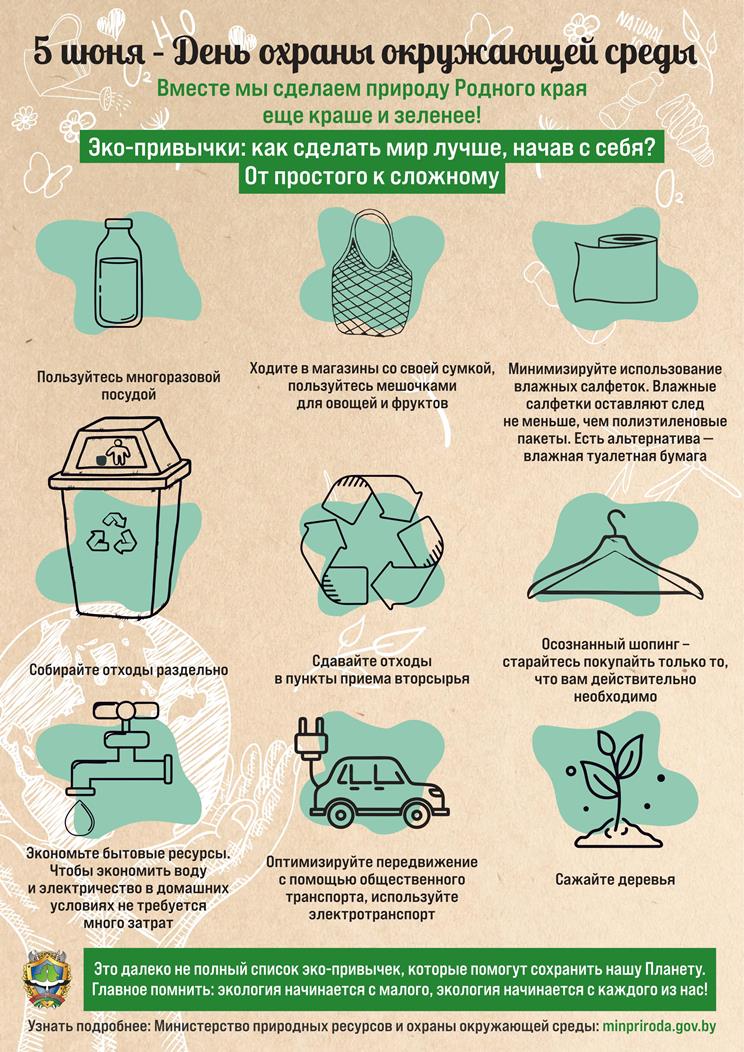 5 июня - День охраны окружающей среды
Вместе мы сделаем природу Родного края
еще краше и зеленее!
Эко-привычки: как сделать мир лучше, начав с себя?
От простого к сложному
Пользуйтесь многоразовой
посудой
Ходите в магазины со своей сумкой,
пользуйтесь мешочками
для овощей и фруктов
Минимизируйте использование
влажных салфеток. Влажные
салфетки оставляют след
не меньше, чем полиэтиленовые
пакеты. Есть альтернатива –
влажная туалетная бумага
Собирайте отходы раздельно
Сдавайте отходы
в пункты приема вторсырья
Осознанный шопинг –
старайтесь покупайть только то,
что вам действительно
необходимо
Экономьте бытовые ресурсы.
Чтобы экономить воду
и электричество в домашних
условиях не требуется
много затрат
Оптимизируйте передвижение
с помощью общественного
транспорта, используйте
электротранспорт
Сажайте деревья
Это далеко не полный список эко-привычек, которые помогут сохранить нашу Планету.
Главное помнить: экология начинается с малого, экология начинается с каждого из нас!
Узнать подробнее: Министерство природных ресурсов и охраны окружающей среды: minpriroda.gov.by
H₂O
O₂
NATURAL
O₂